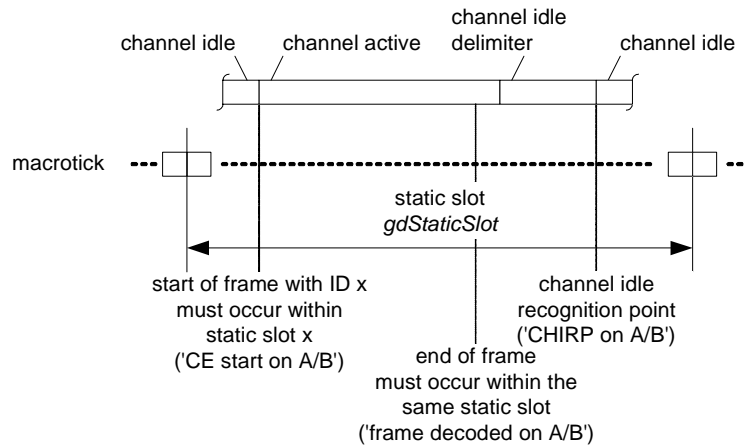 channel idle
channel active
channel idle
delimiter
channel idle
macrotick
static slot
gdStaticSlot
start of frame with ID x
must occur within
static slot x
('CE start on A/B')
channel idle
recognition point
('CHIRP on A/B')
end of frame
must occur within the
same static slot
('frame decoded on A/B')